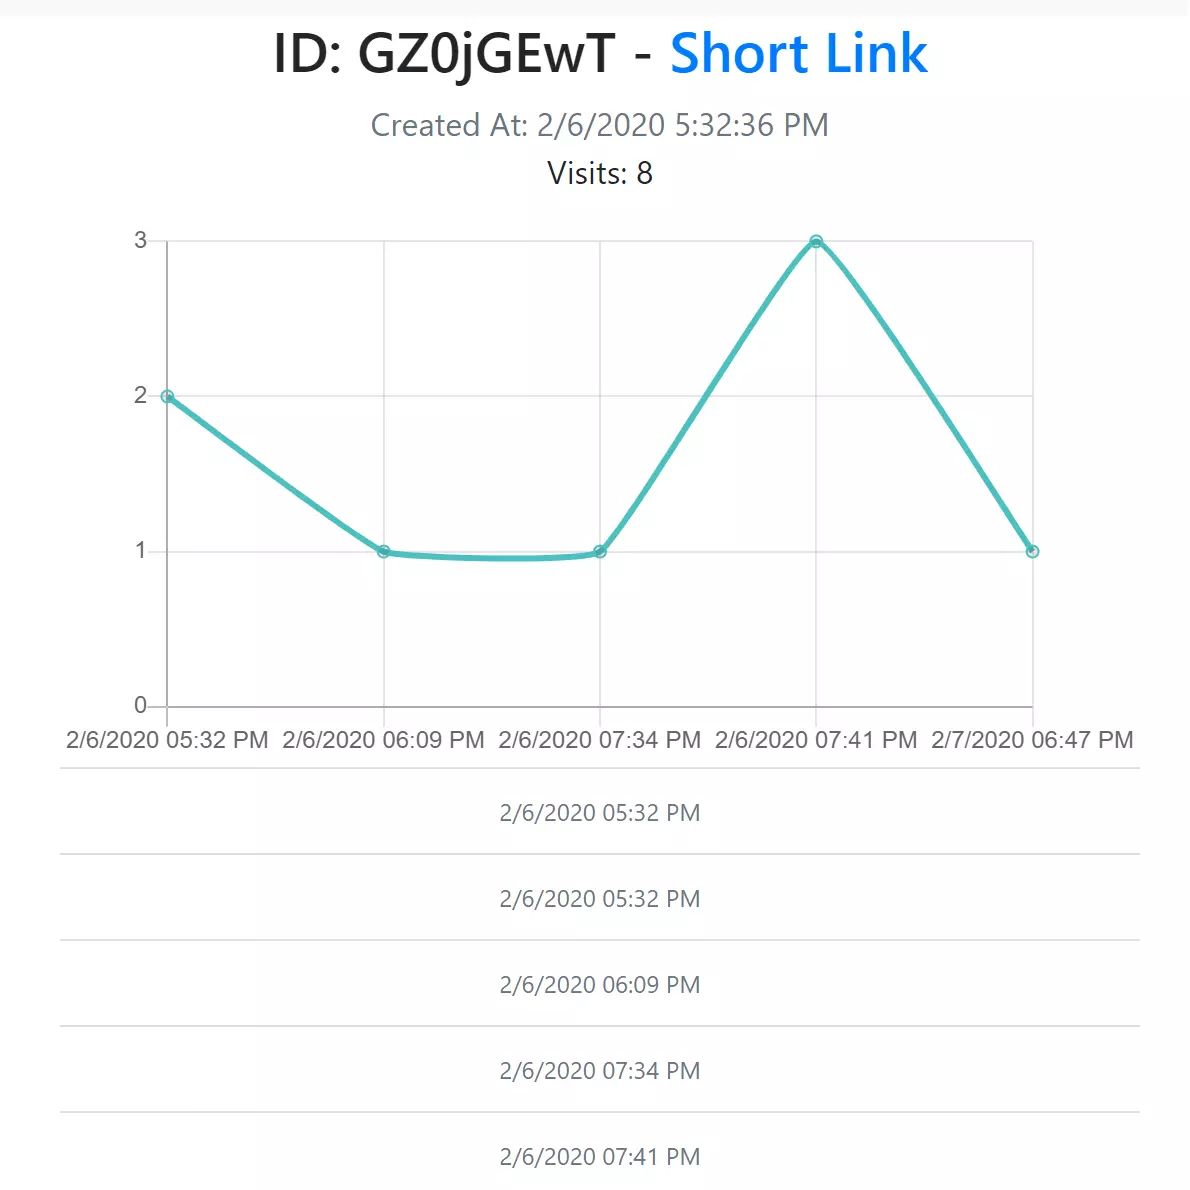 ID: GZ0jGEwT - Short Link
Created At: 2/6/2020 5:32:36 PM
Visits: 8
3
2
1
0
2/6/2020 05:32 PM 2/6/2020 06:09 PM 2/6/2020 07:34 PM 2/6/2020 07:41 PM 2/7/2020 06:47 PM
2/6/2020 05:32 PM
2/6/2020 05:32 PM
2/6/2020 06:09 PM
2/6/2020 07:34 PM
2/6/2020 07:41 PM